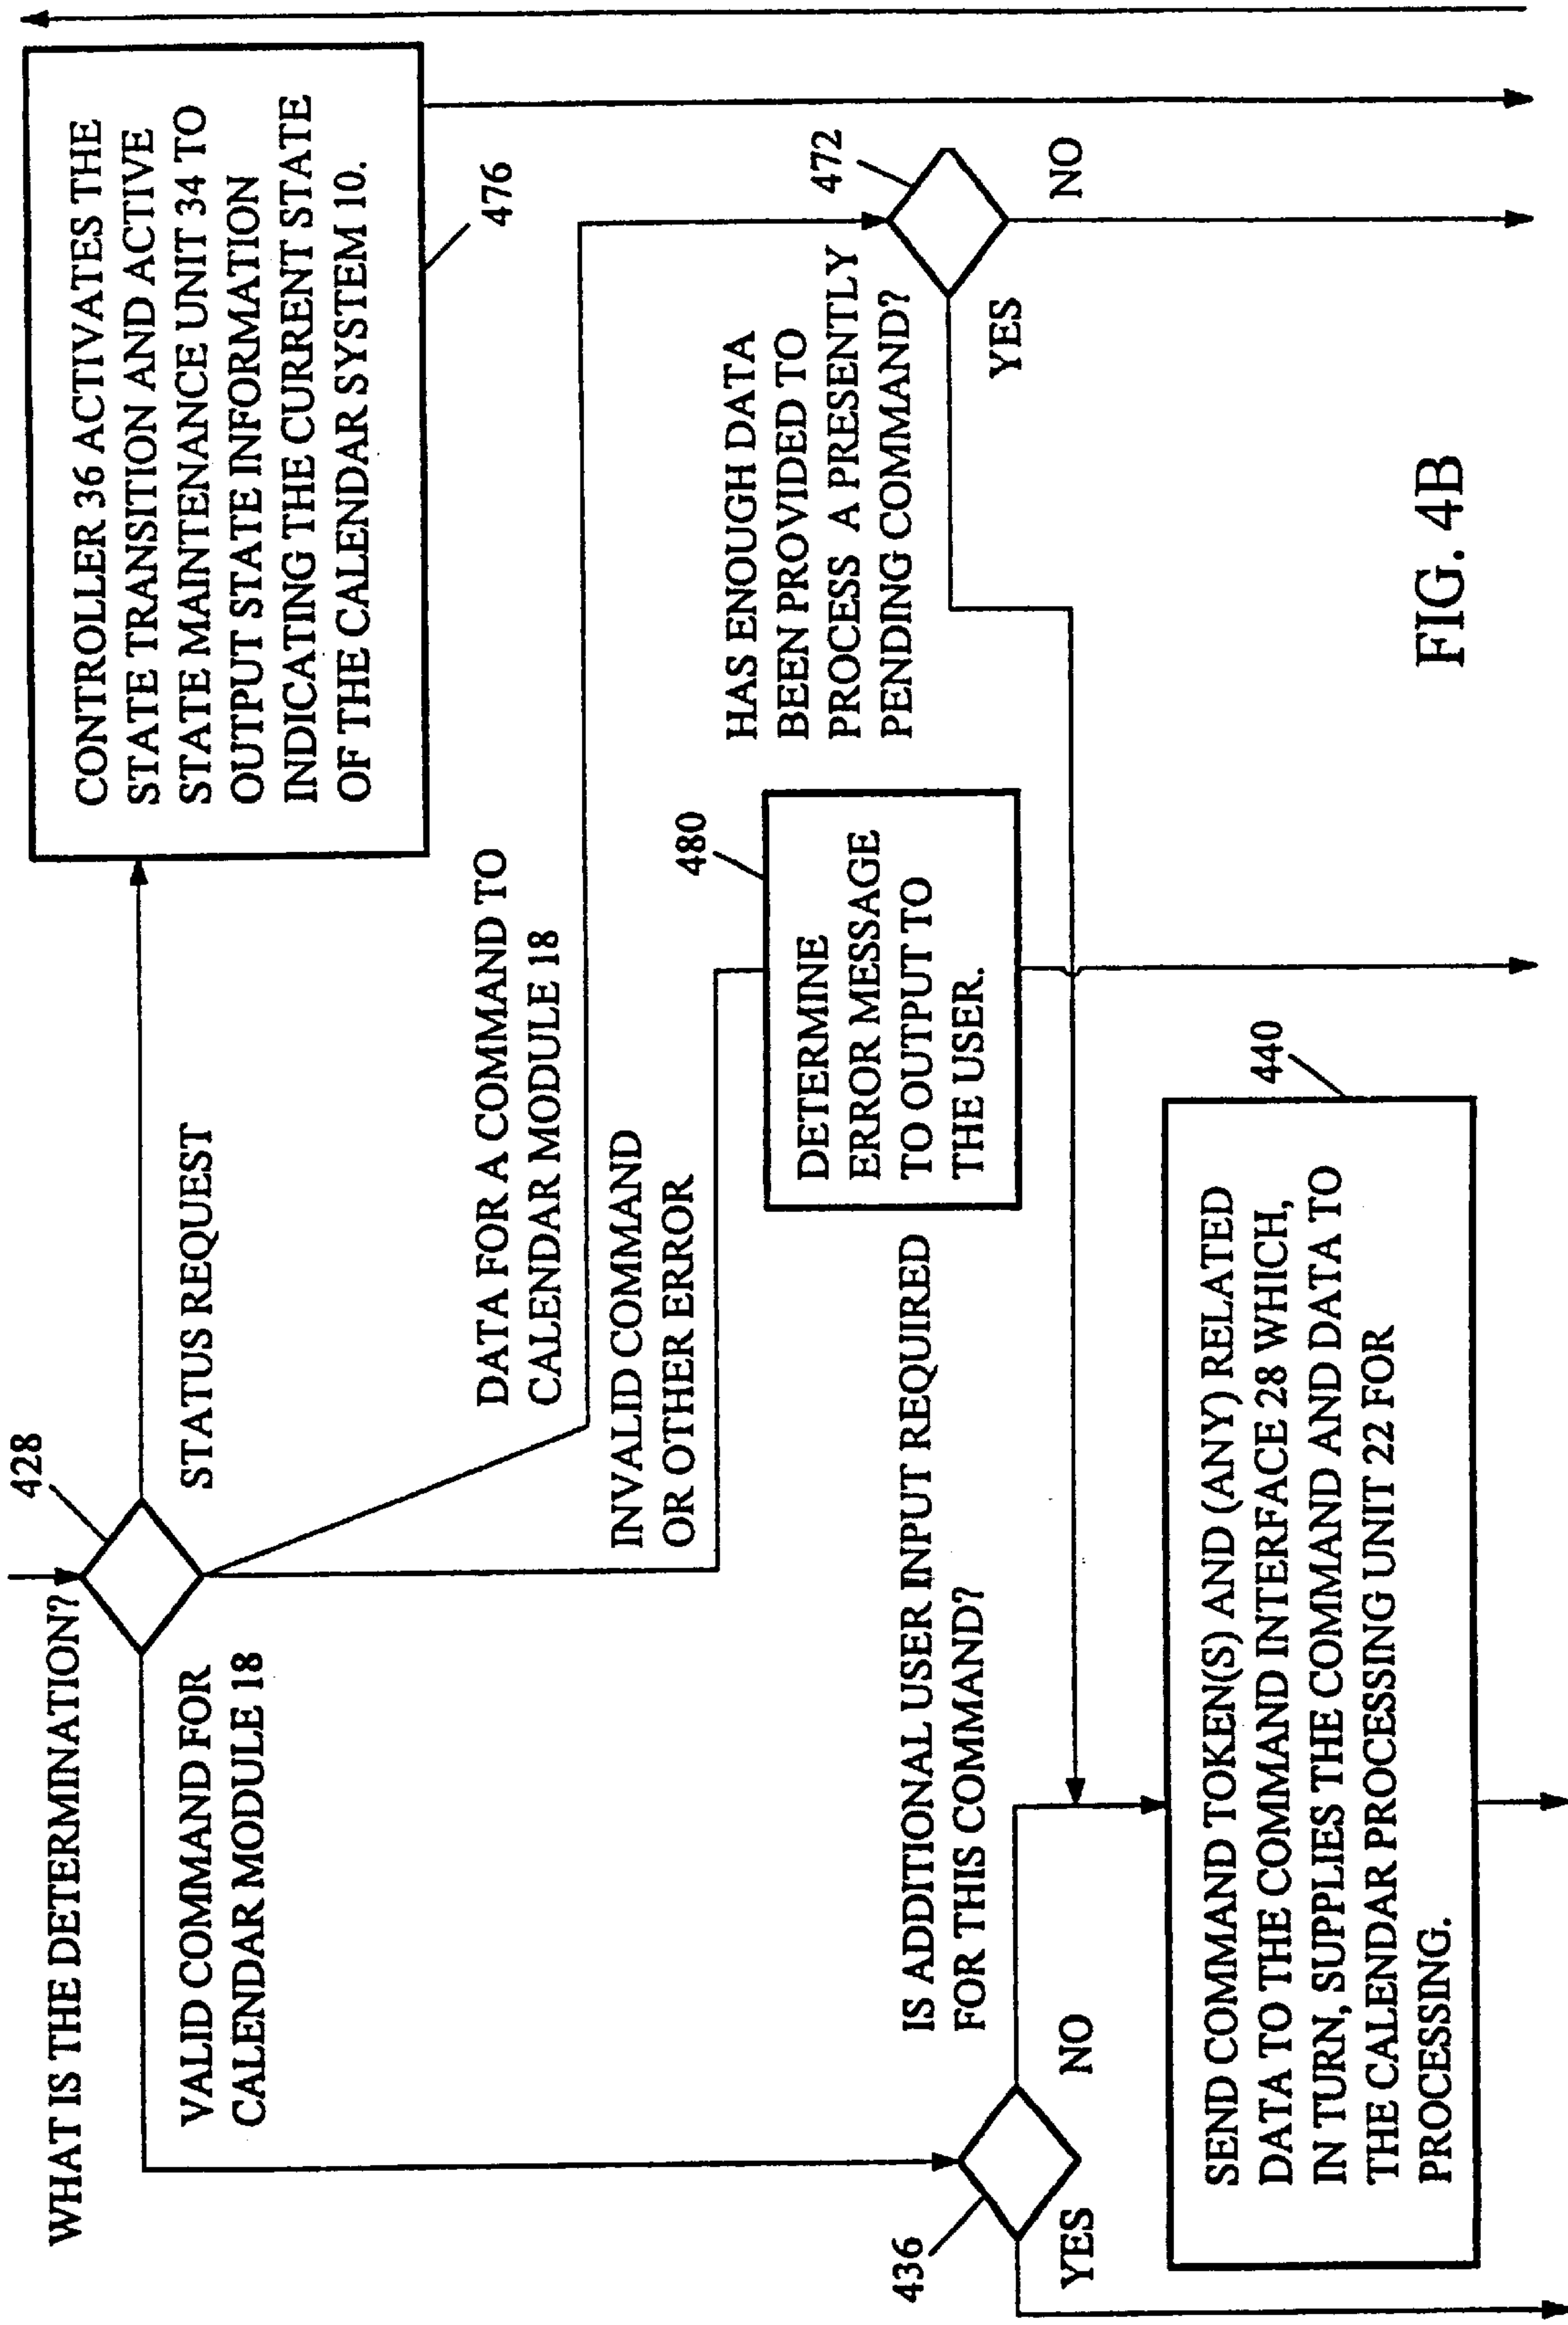 WHAT IS THE DETERMINATION?
428
VALID COMMAND FOR
CALENDAR MODULE 18
STATUS REQUEST
CONTROLLER 36 ACTIVATES THE
STATE TRANSITION AND ACTIVE
STATE MAINTENANCE UNIT 34 TO
OUTPUT STATE INFORMATION
INDICATING THE CURRENT STATE
OF THE CALENDAR SYSTEM 10.
476
DATA FOR A COMMAND TO
CALENDAR MODULE 18
INVALID COMMAND
OR OTHER ERROR
480
DETERMINE
ERROR MESSAGE
TO OUTPUT TO
THE USER.
HAS ENOUGH DATA
BEEN PROVIDED TO
PROCESS A PRESENTLY
PENDING COMMAND?
472
YES
NO
IS ADDITIONAL USER INPUT REQUIRED
FOR THIS COMMAND?
436
YES
NO
440
SEND COMMAND TOKEN(S) AND (ANY) RELATED
DATA TO THE COMMAND INTERFACE 28 WHICH,
IN TURN, SUPPLIES THE COMMAND AND DATA TO
THE CALENDAR PROCESSING UNIT 22 FOR
PROCESSING.
FIG. 4B